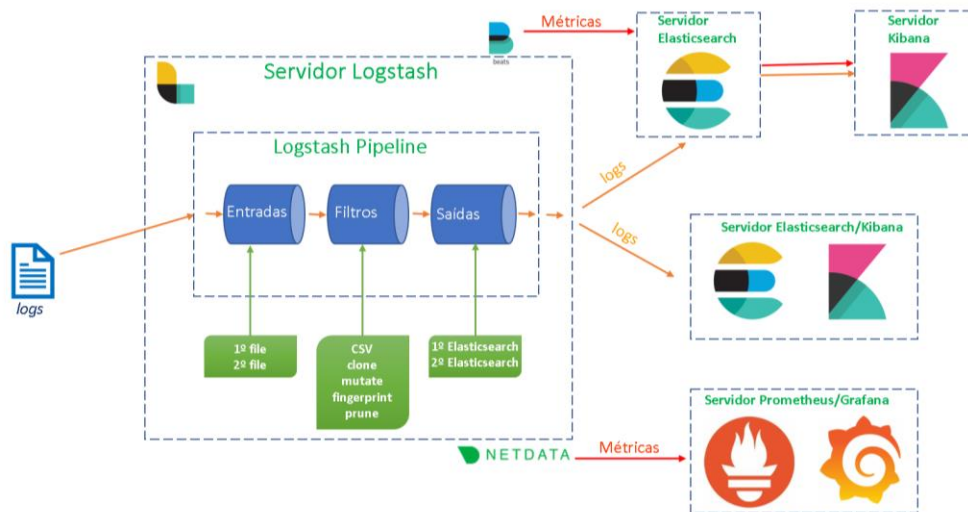 Métricas
Servidor
Elasticsearch
Servidor
Kibana
beats
Servidor Logstash
Logstash Pipeline
Entradas
Filtros
Saídas
logs
logs
logs
Servidor Elasticsearch/Kibana
1º file
2º file
CSV
clone
mutate
fingerprint
prune
1º Elasticsearch
2º Elasticsearch
Servidor Prometheus/Grafana
NETDATA
Métricas